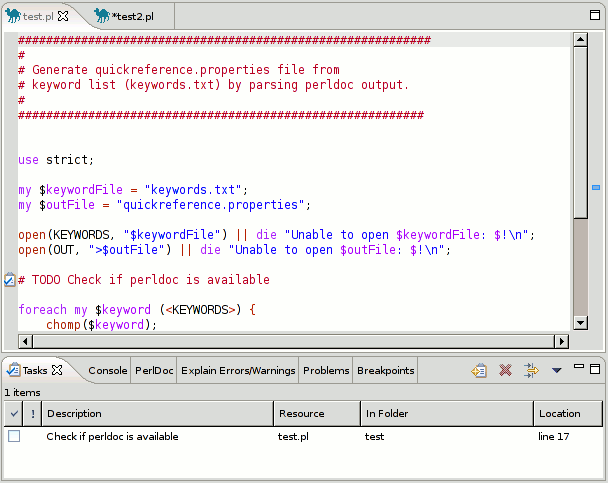 test.pl *test2.pl
###########################################################
#
# Generate quickreference.properties file from
# keyword list (keywords.txt) by parsing perldoc output.
#
##########################################################
use strict;
my $keywordFile = "keywords.txt";
my $outFile = "quickreference.properties";
open(KEYWORDS, "$keywordFile") || die "Unable to open $keywordFile: $!\n";
open(OUT, ">$outFile") || die "Unable to open $outFile: $!\n";
# TODO Check if perldoc is available
foreach my $keyword (<KEYWORDS>) {
    chomp($keyword);
Tasks Console PerlDoc Explain Errors/Warnings Problems Breakpoints
1 items
! Description Resource In Folder Location
Check if perldoc is available test.pl test line 17